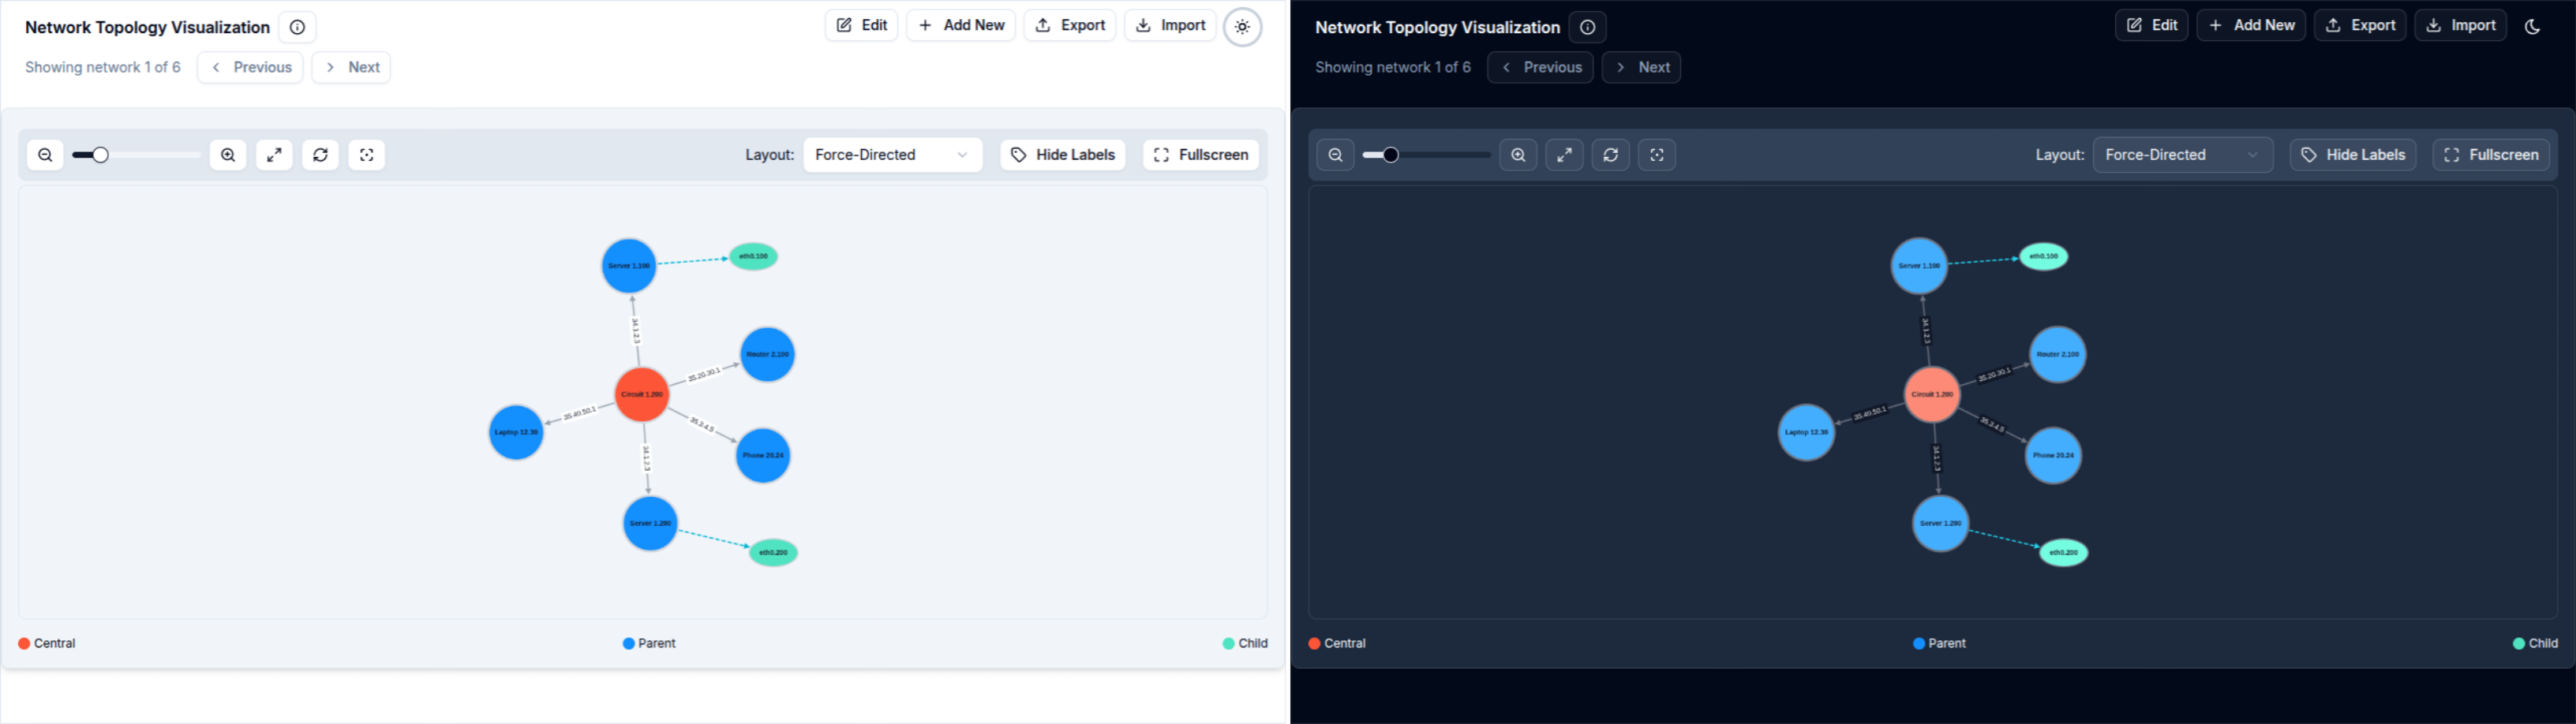 Network Topology Visualization
Edit
Add New
Export
Import
Showing network 1 of 6
Previous
Next
Layout:
Force-Directed
Hide Labels
Fullscreen
Server 1.100
eth0.100
34.1.2.3
Router 2.100
35.20.30.1
Circuit 1.200
35.40.50.1
Laptop 12.30
35.3.4.5
Phone 20.24
34.1.2.3
Server 1.200
eth0.200
Central
Parent
Child
Network Topology Visualization
Edit
Add New
Export
Import
Showing network 1 of 6
Previous
Next
Layout:
Force-Directed
Hide Labels
Fullscreen
Server 1.100
eth0.100
34.1.2.3
Router 2.100
35.20.30.1
Circuit 1.200
35.40.50.1
Laptop 12.30
35.3.4.5
Phone 20.24
34.1.2.3
Server 1.200
eth0.200
Central
Parent
Child